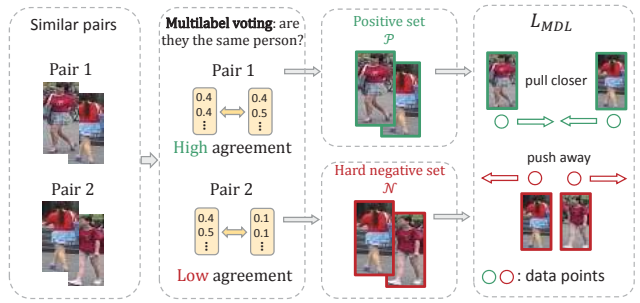 Similar pairs
Pair 1
Pair 2
Multilabel voting: are
they the same person?
Pair 1
0.4
0.4
⋮
0.4
0.5
⋮
High agreement
Pair 2
0.4
0.5
⋮
0.1
0.1
⋮
Low agreement
Positive set
𝒫
Hard negative set
𝒩
L_{MDL}
pull closer
push away
: data points